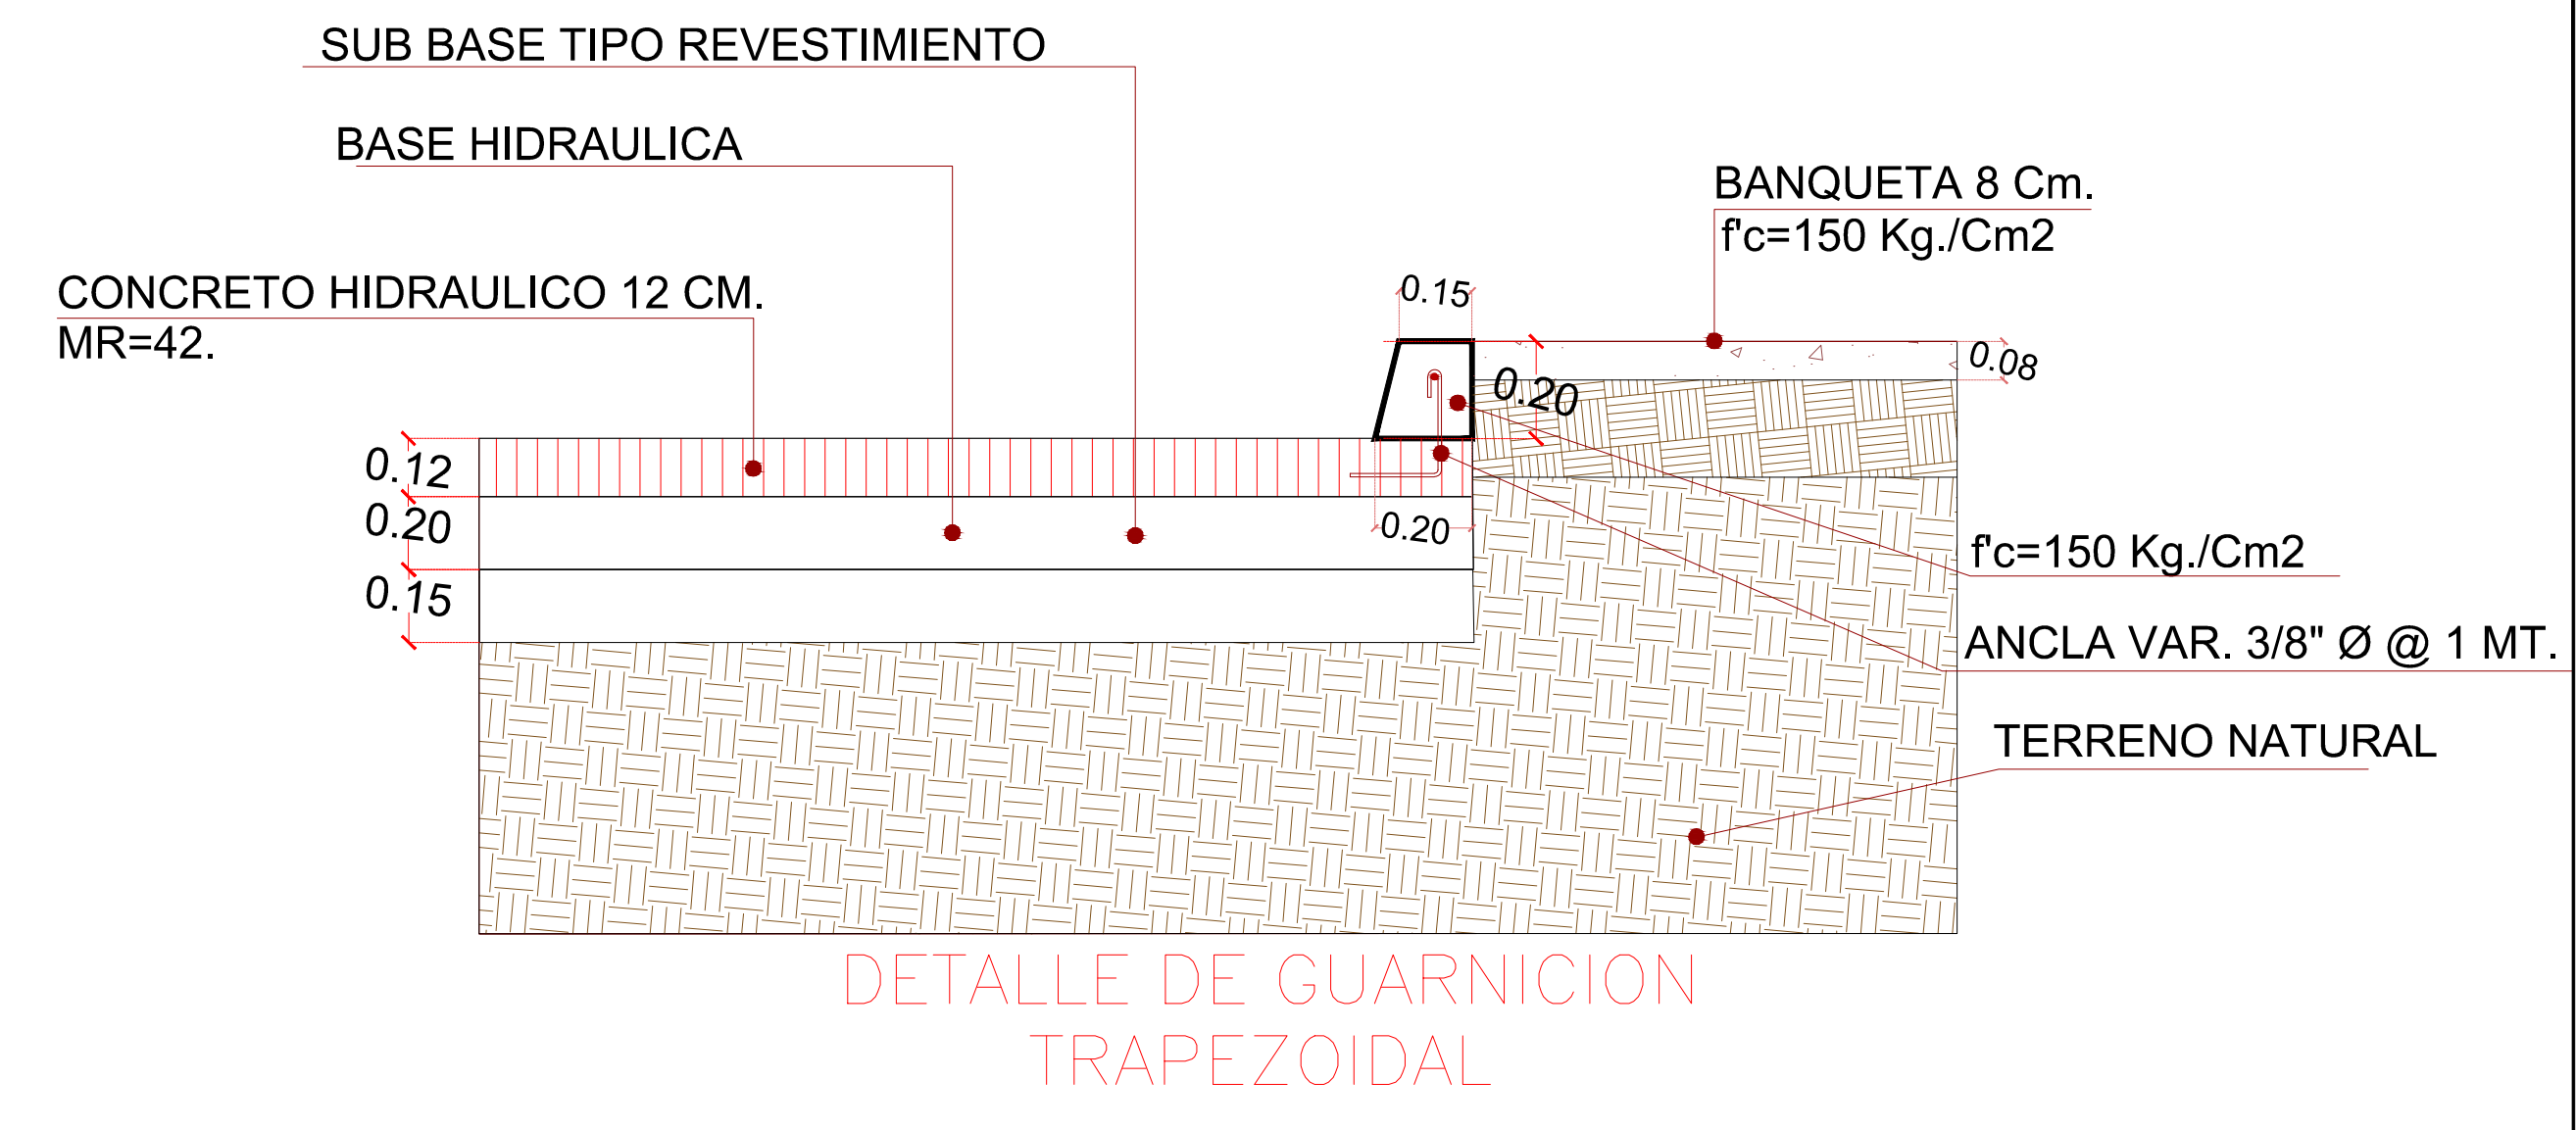 SUB BASE TIPO REVESTIMIENTO
BASE HIDRAULICA
BANQUETA 8 Cm.
f'c=150 Kg./Cm2
CONCRETO HIDRAULICO 12 CM.
MR=42.
0.15
0.08
0.20
0.12
0.20
0.20
0.15
f'c=150 Kg./Cm2
ANCLA VAR. 3/8" Ø @ 1 MT.
TERRENO NATURAL
DETALLE DE GUARNICION
TRAPEZOIDAL